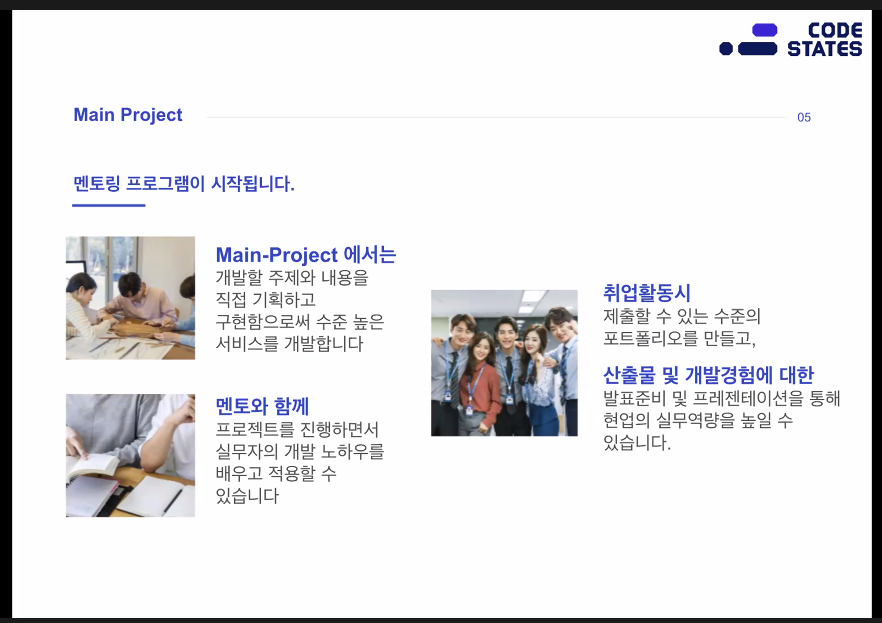 CODE
STATES
Main Project
05
멘토링 프로그램이 시작됩니다.
Main-Project 에서는
개발할 주제와 내용을
직접 기획하고
구현함으로써 수준 높은
서비스를 개발합니다
멘토와 함께
프로젝트를 진행하면서
실무자의 개발 노하우를
배우고 적용할 수
있습니다
취업활동시
제출할 수 있는 수준의
포트폴리오를 만들고,
산출물 및 개발경험에 대한
발표준비 및 프레젠테이션을 통해
현업의 실무역량을 높일 수
있습니다.